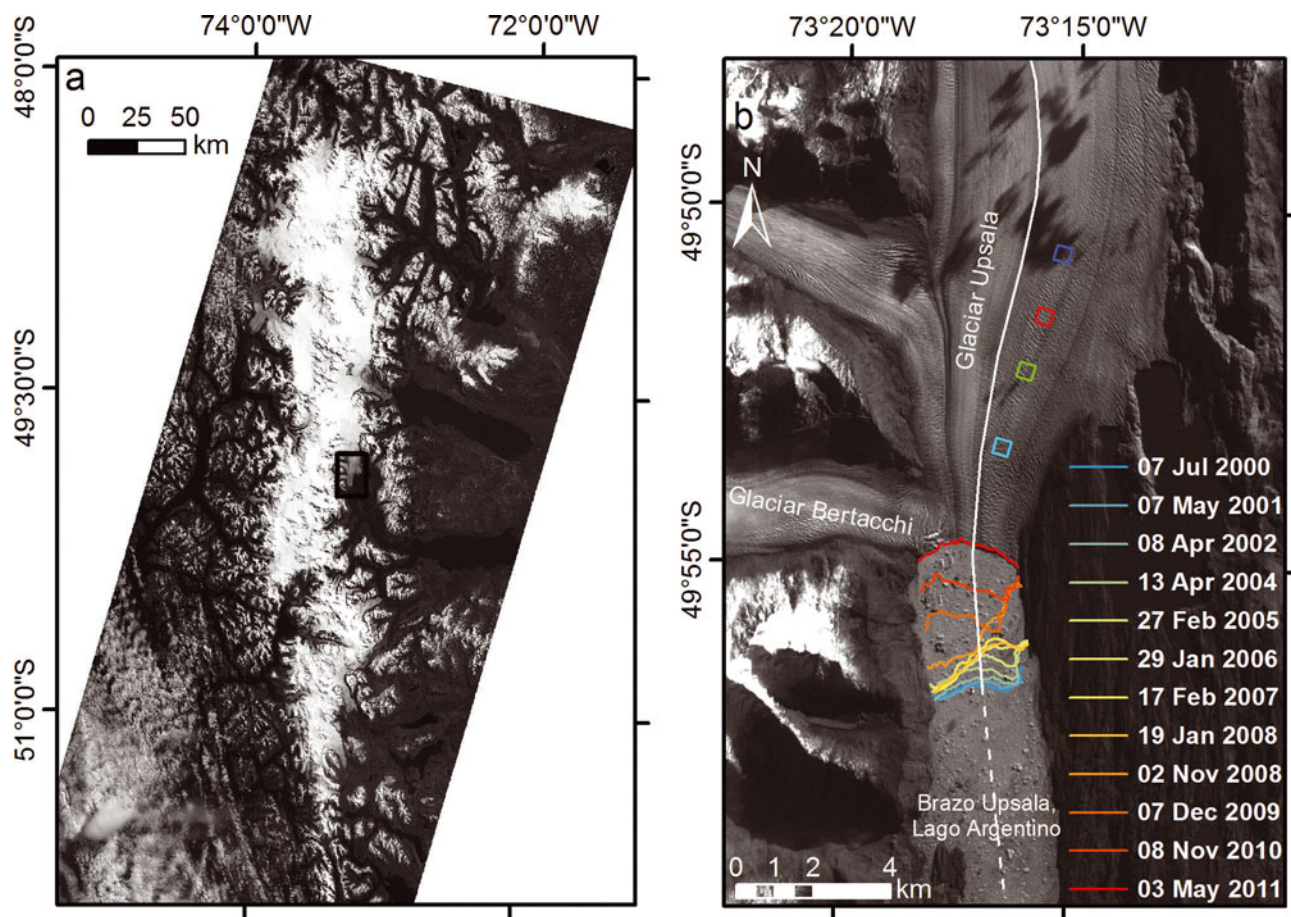 74°0'0"W
72°0'0"W
48°0'0"S
49°30'0"S
51°0'0"S
a
0 25 50
km
73°20'0"W
73°15'0"W
49°50'0"S
49°55'0"S
b
N
Glaciar Upsala
Glaciar Bertacchi
07 Jul 2000
07 May 2001
08 Apr 2002
13 Apr 2004
27 Feb 2005
29 Jan 2006
17 Feb 2007
19 Jan 2008
02 Nov 2008
07 Dec 2009
08 Nov 2010
03 May 2011
Brazo Upsala,
Lago Argentino
0 1 2 4
km